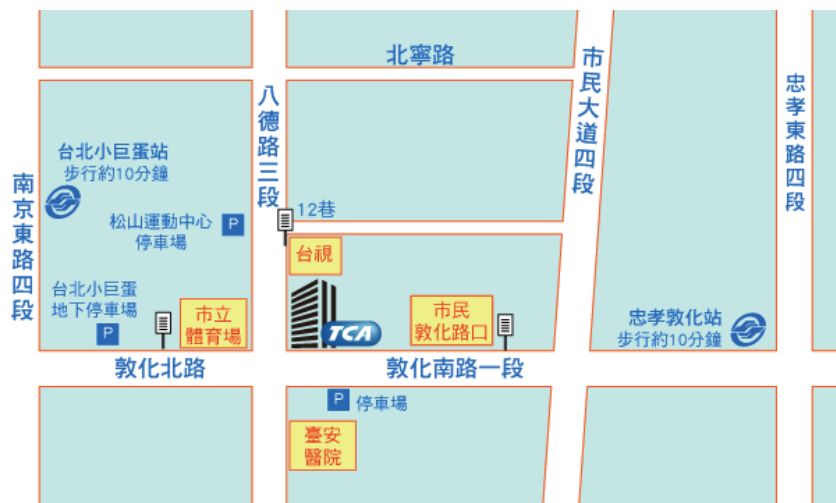 北寧路
市民大道四段
忠孝東路四段
八德路三段
台北小巨蛋站
步行約10分鐘
南京東路四段
12巷
松山運動中心
停車場
P
台視
台北小巨蛋
地下停車場
P
市立
體育場
TCA
市民
敦化路口
忠孝敦化站
步行約10分鐘
敦化北路
敦化南路一段
P 停車場
臺安
醫院